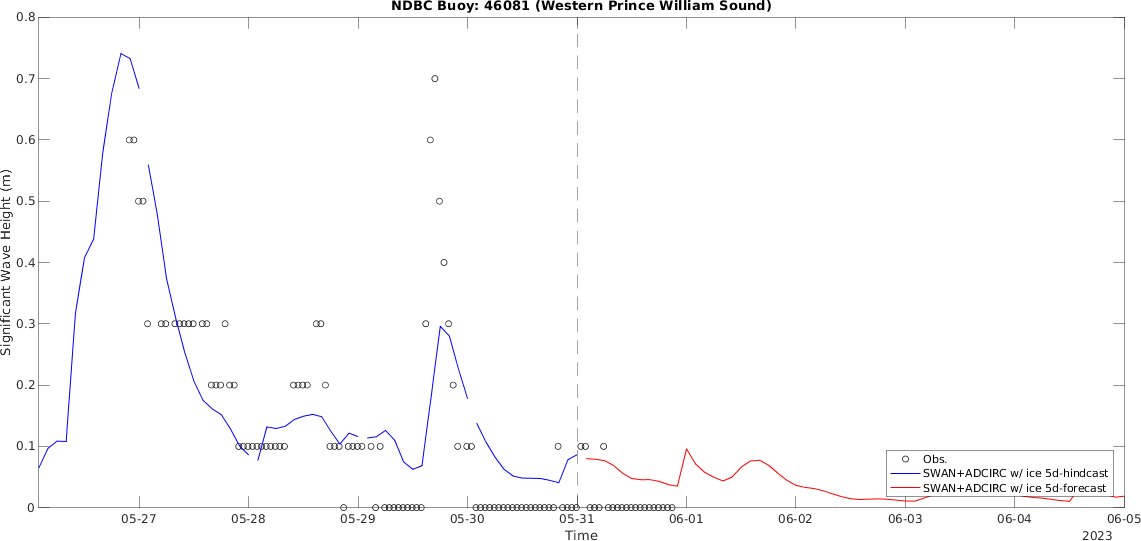 NDBC Buoy: 46081 (Western Prince William Sound)
0.8
0.7
0.6
0.5
0.4
0.3
0.2
0.1
0
Significant Wave Height (m)
Obs.
SWAN+ADCIRC w/ ice 5d-hindcast
SWAN+ADCIRC w/ ice 5d-forecast
05-27 05-28 05-29 05-30 05-31 06-01 06-02 06-03 06-04 06-05
Time
2023